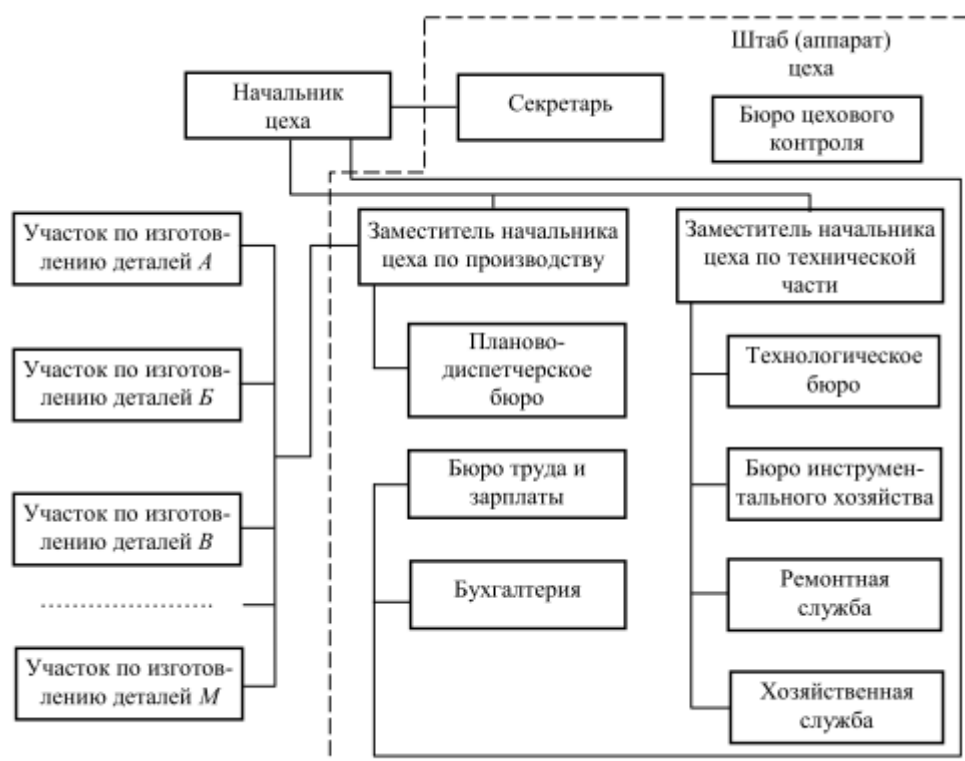 Штаб (аппарат)
цеха
Начальник
цеха
Секретарь
Бюро цехового
контроля
Участок по изготов-
лению деталей А
Заместитель начальника
цеха по производству
Заместитель начальника
цеха по технической
части
Планово-
диспетчерское
бюро
Технологическое
бюро
Участок по изготов-
лению деталей Б
Бюро труда и
зарплаты
Бюро инструмен-
тального хозяйства
Участок по изготов-
лению деталей В
Бухгалтерия
Ремонтная
служба
........................
Участок по изготов-
лению деталей М
Хозяйственная
служба